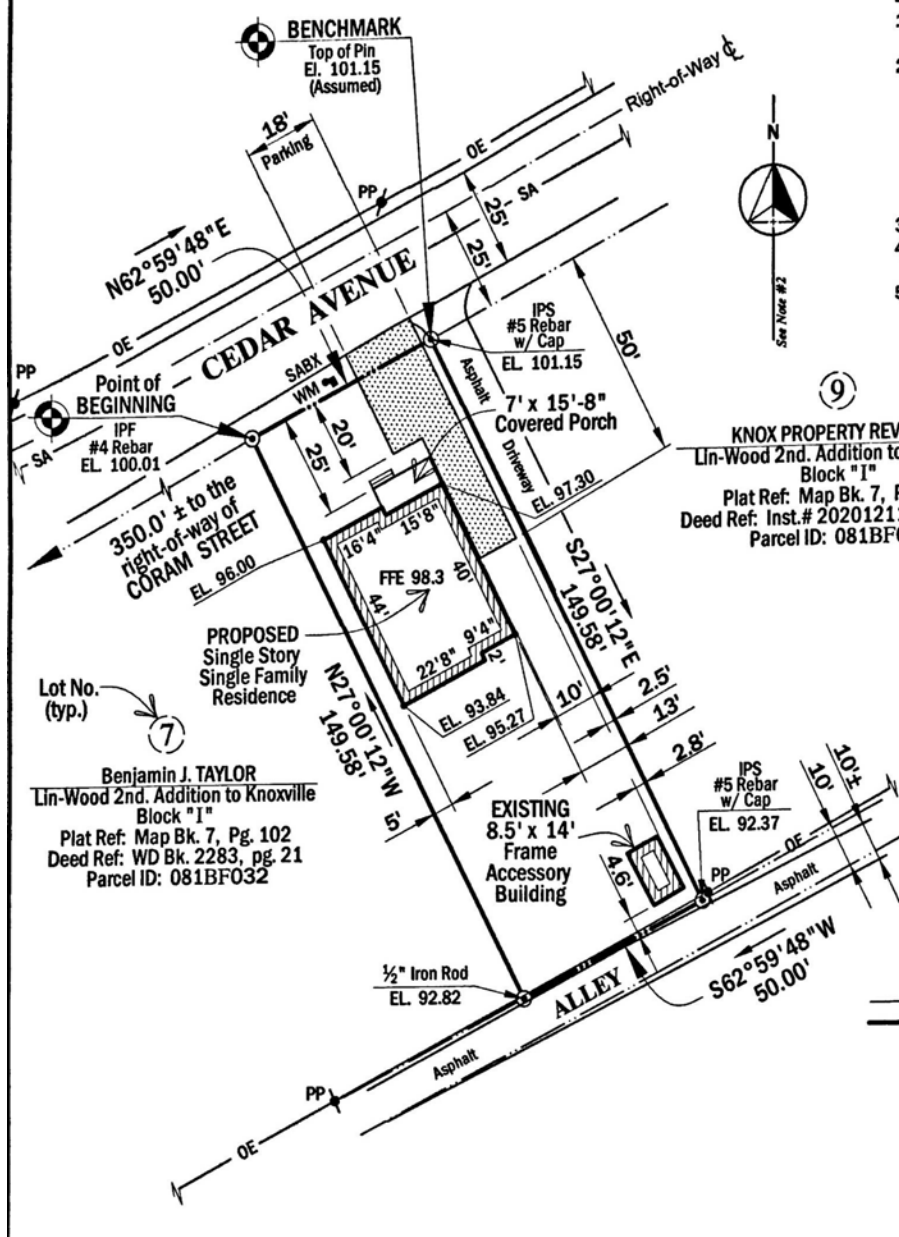 BENCHMARK
Top of Pin
El. 101.15
(Assumed)
18'
Parking
Right-of-Way ℄
OE
PP
SA
25'
25'
N
See Note #2
N62°59'48"E
50.00'
CEDAR AVENUE
OE
PP
Point of
BEGINNING
IPF
#4 Rebar
EL. 100.01
SA
SABX
WM
IPS
#5 Rebar
w/ Cap
EL. 101.15
50'
Asphalt
Driveway
7' x 15'-8"
Covered Porch
20'
25'
EL. 97.30
350.0' ± to the
right-of-way of
CORAM STREET
EL. 96.00
16'4"
15'8"
FFE 98.3
40'
44'
9'4"
22'8"
2'
PROPOSED
Single Story
Single Family
Residence
S27°00'12"E
149.58'
9
KNOX PROPERTY REV
Lin-Wood 2nd. Addition to
Block "I"
Plat Ref: Map Bk. 7, P
Deed Ref: Inst.# 20201211
Parcel ID: 081BF
Lot No.
(typ.)
7
Benjamin J. TAYLOR
Lin-Wood 2nd. Addition to Knoxville
Block "I"
Plat Ref: Map Bk. 7, Pg. 102
Deed Ref: WD Bk. 2283, pg. 21
Parcel ID: 081BF032
N27°00'12"W
149.58'
EL. 93.84
EL. 95.27
10'
2.5'
13'
2.8'
5'
EXISTING
8.5' x 14'
Frame
Accessory
Building
4.6'
IPS
#5 Rebar
w/ Cap
EL. 92.37
10'±
10'
OE
PP
Asphalt
S62°59'48"W
50.00'
½" Iron Rod
EL. 92.82
ALLEY
Asphalt
PP
OE